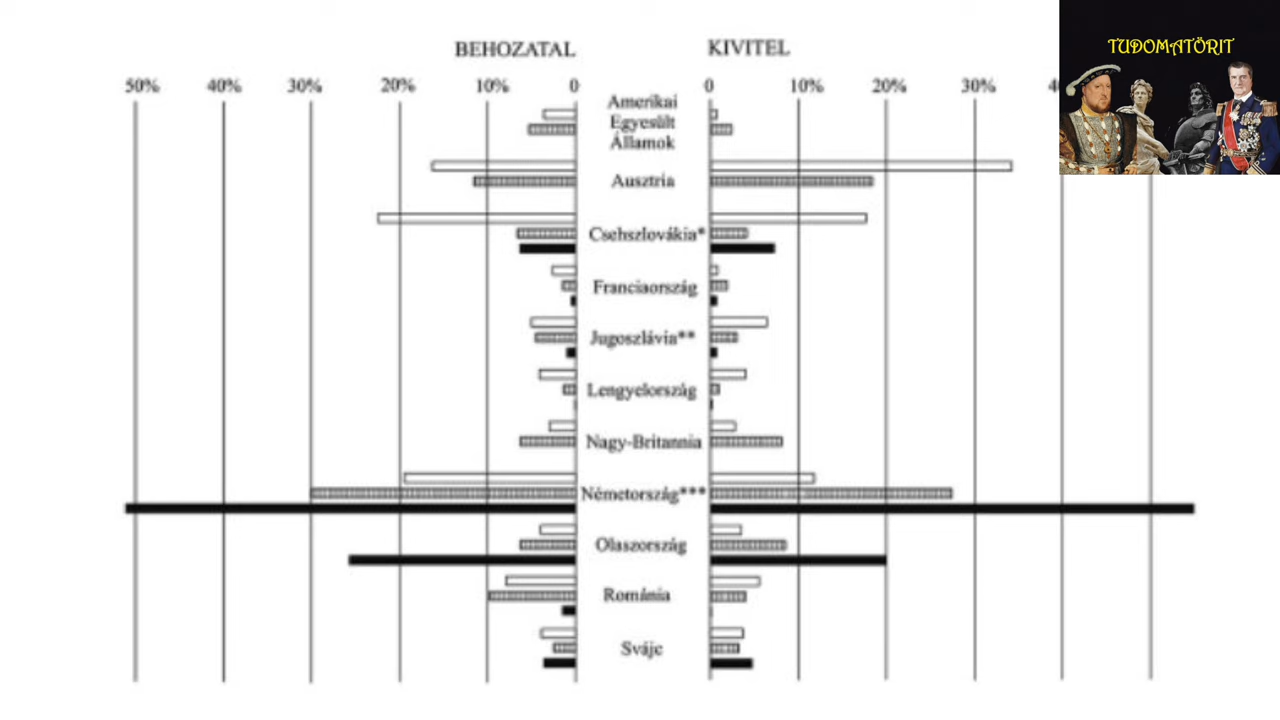 BEHOZATAL KIVITEL
TUDOMATÖRIT
50% 40% 30% 20% 10% 0 0 10% 20% 30%
Amerikai
Egyesült
Államok
Ausztria
Csehszlovákia*
Franciaország
Jugoszlávia**
Lengyelország
Nagy-Britannia
Németország***
Olaszország
Románia
Svájc